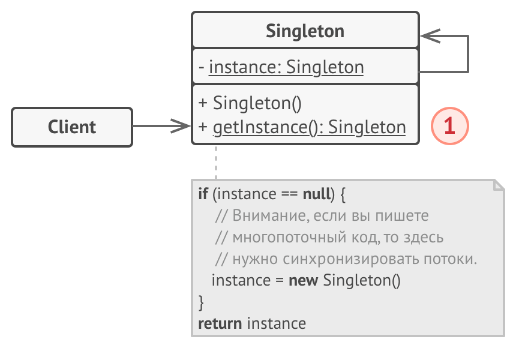 Singleton
- instance: Singleton
+ Singleton()
+ getInstance(): Singleton
Client
1
if (instance == null) {
// Внимание, если вы пишете
// многопоточный код, то здесь
// нужно синхронизировать потоки.
instance = new Singleton()
}
return instance